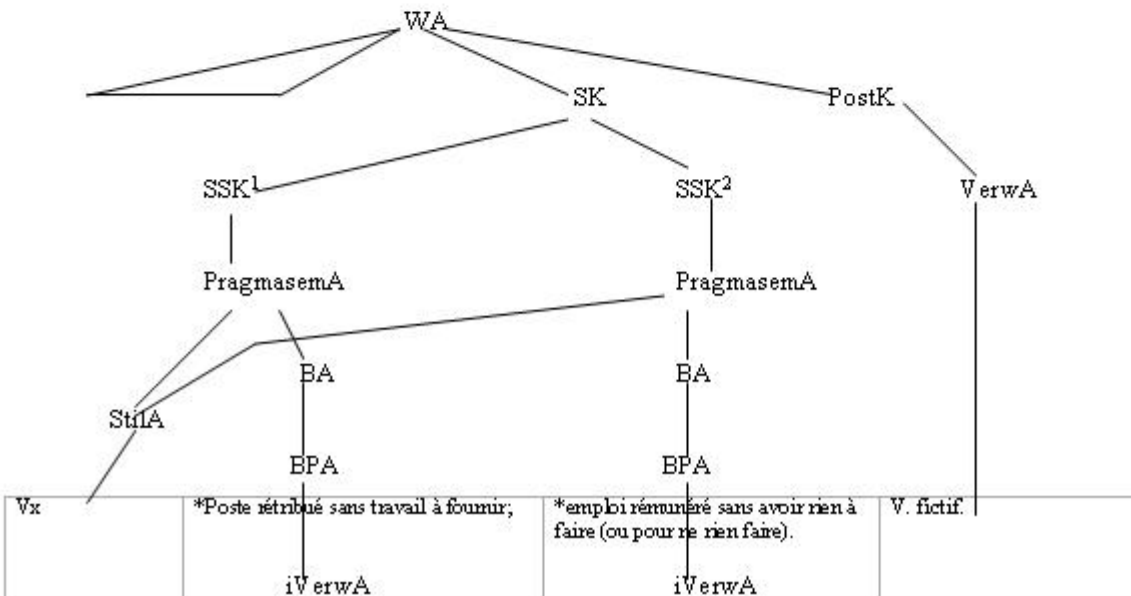 WA
SK PostK
SSK1 SSK2 VerwA
PragmasemA PragmasemA
BA BA
StilA
BPA BPA
Vx *Poste rétribué sans travail à fournir; *emploi rémunéré sans avoir rien à V. fictif.
faire (ou pour ne rien faire).
iVerwA iVerwA